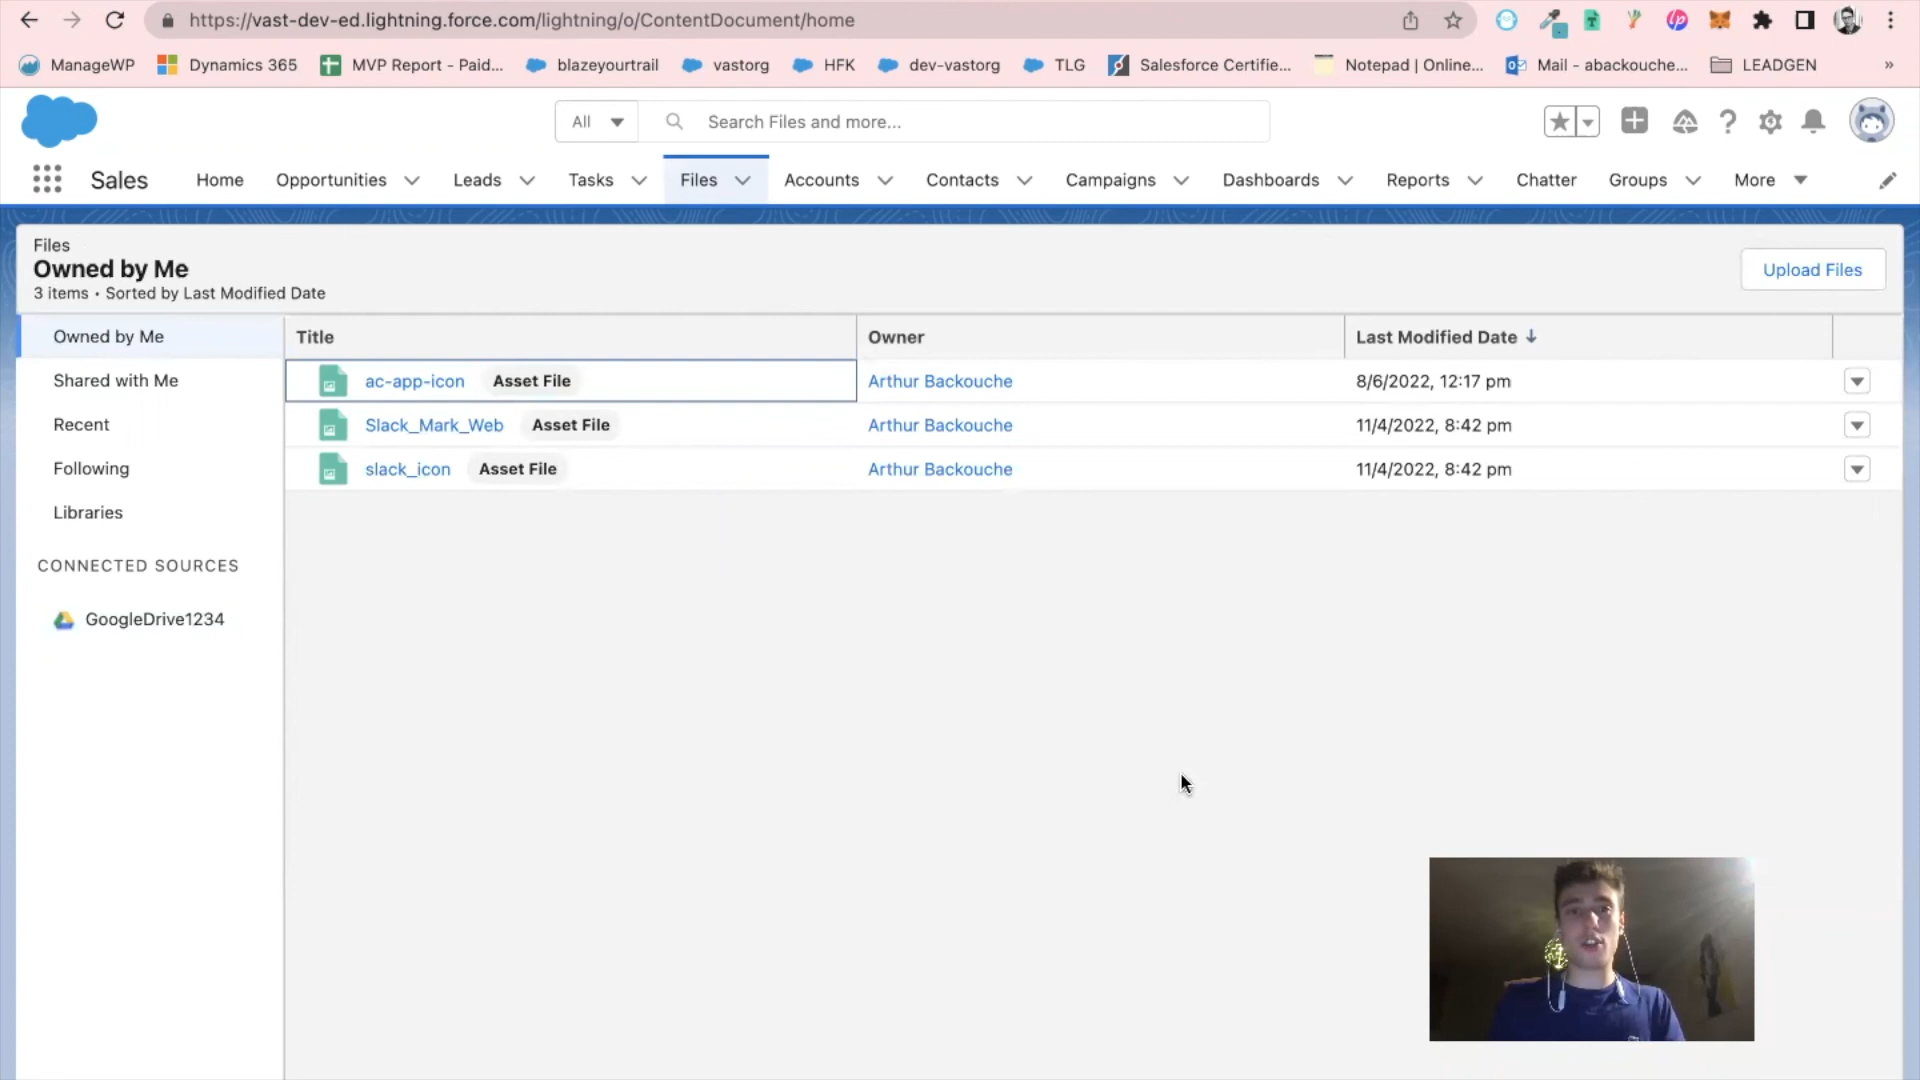 https://vast-dev-ed.lightning.force.com/lightning/o/ContentDocument/home
ManageWP Dynamics 365 MVP Report - Paid... blazeyourtrail vastorg HFK dev-vastorg TLG Salesforce Certifie... Notepad | Online... Mail - abackouche... LEADGEN »
All Search Files and more...
Sales Home Opportunities Leads Tasks Files Accounts Contacts Campaigns Dashboards Reports Chatter Groups More
Files
Owned by Me
3 items • Sorted by Last Modified Date
Upload Files
Owned by Me
Shared with Me
Recent
Following
Libraries
CONNECTED SOURCES
GoogleDrive1234
Title Owner Last Modified Date
ac-app-icon Asset File Arthur Backouche 8/6/2022, 12:17 pm
Slack_Mark_Web Asset File Arthur Backouche 11/4/2022, 8:42 pm
slack_icon Asset File Arthur Backouche 11/4/2022, 8:42 pm